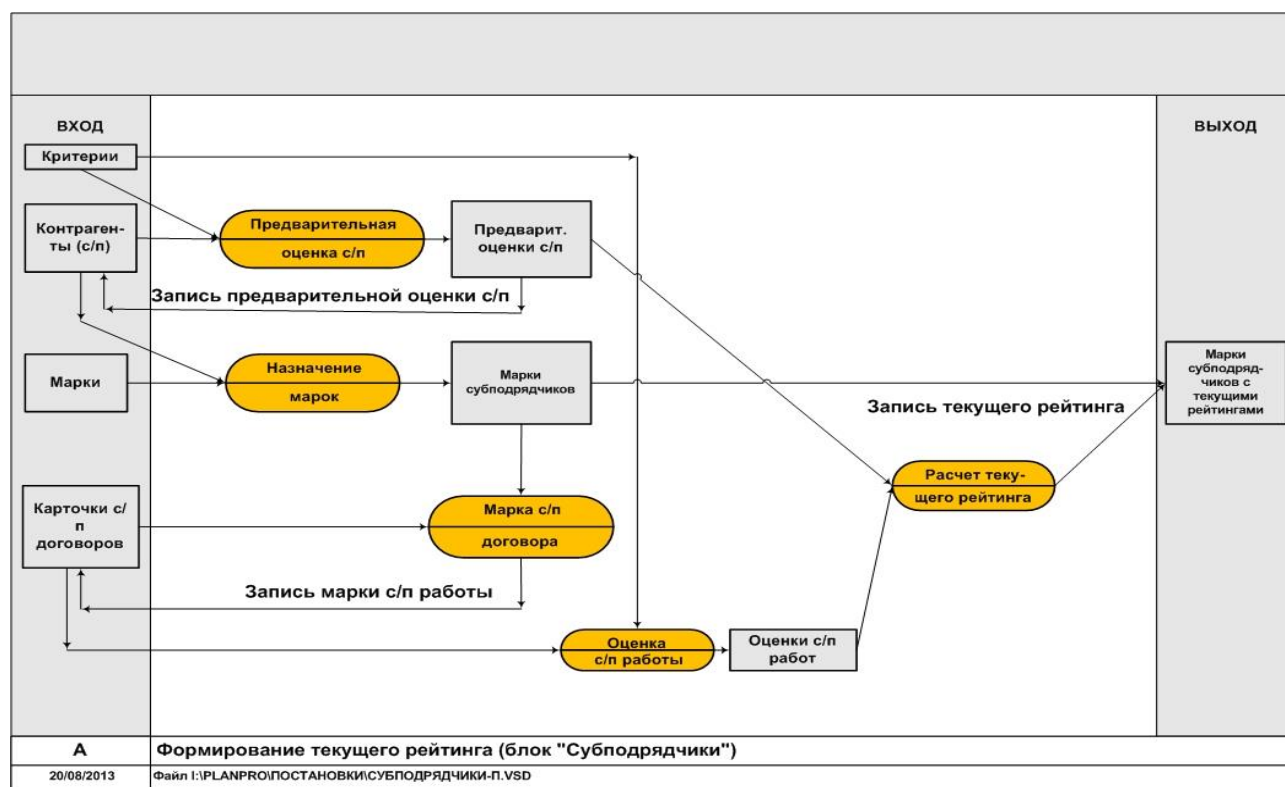 ВХОД
ВЫХОД
Критерии
Контраген-
ты (с/п)
Предварительная
оценка с/п
Предварит.
оценки с/п
Запись предварительной оценки с/п
Марки
Назначение
марок
Марки
субподрядчиков
Марки
субподряд-
чиков с
текущими
рейтингами
Запись текущего рейтинга
Расчет теку-
щего рейтинга
Карточки с/
п
договоров
Марка с/п
договора
Запись марки с/п работы
Оценка
с/п работы
Оценки с/п
работ
А
Формирование текущего рейтинга (блок "Субподрядчики")
20/08/2013
Файл I:\PLANPRO\ПОСТАНОВКИ\СУБПОДРЯДЧИКИ-П.VSD